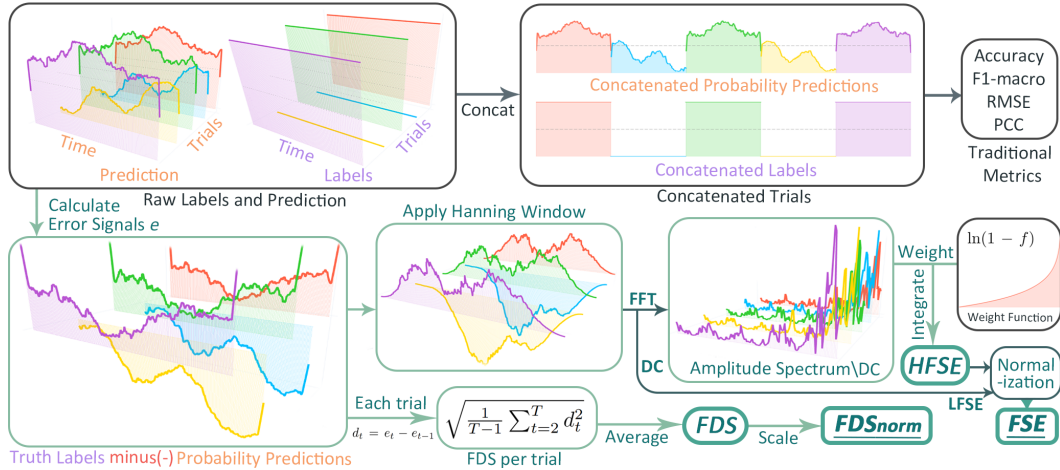 Time
Trials
Prediction
Time
Trials
Labels
Raw Labels and Prediction
Concat
Concatenated Probability Predictions
Concatenated Labels
Concatenated Trials
Accuracy
F1-macro
RMSE
PCC
Traditional
Metrics
Calculate
Error Signals e
Truth Labels minus(-) Probability Predictions
Apply Hanning Window
FFT
DC
Amplitude Spectrum\DC
Weight
Integrate
ln(1 − f)
Weight Function
HFSE
LFSE
Normal
-ization
FSE
Each trial
d_t = e_t − e_{t−1}
\sqrt{\frac{1}{T-1} \sum_{t=2}^{T} d_t^2}
FDS per trial
Average
FDS
Scale
FDSnorm